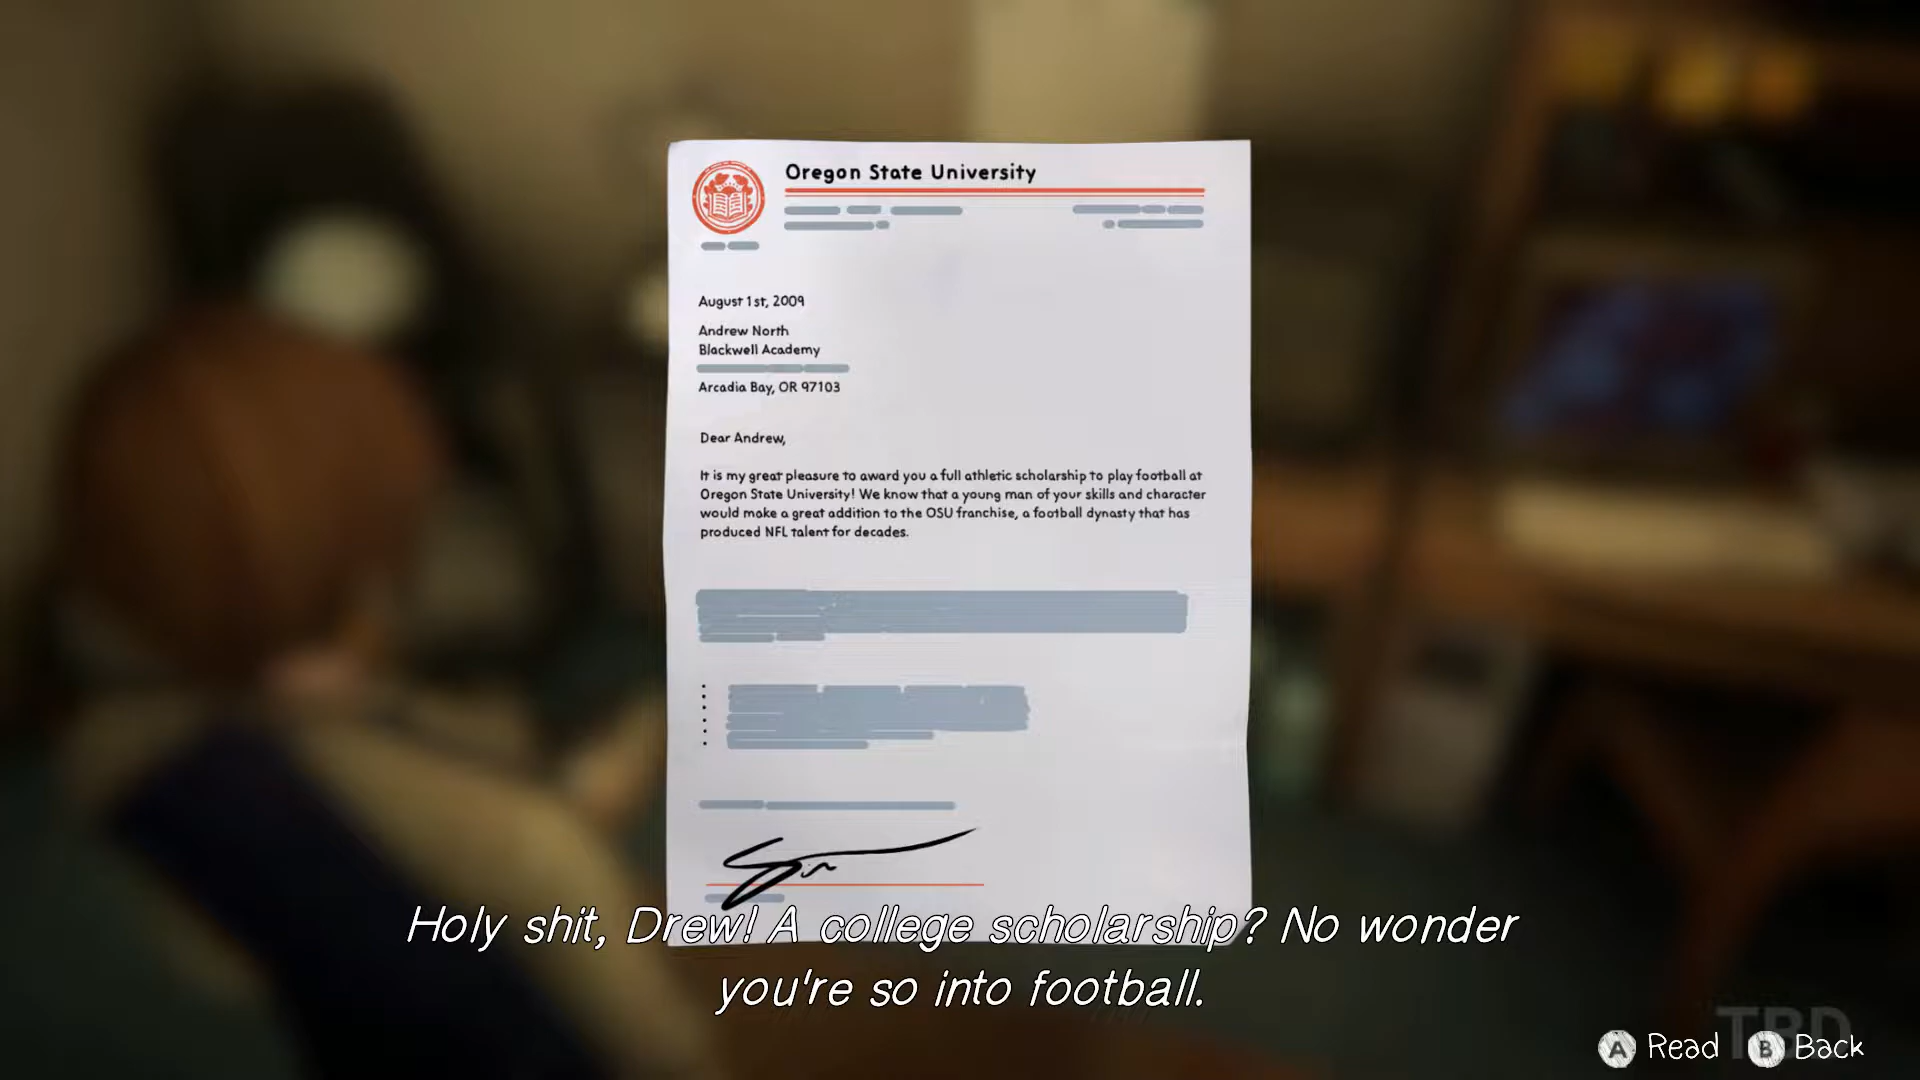 Oregon State University
August 1st, 2009
Andrew North
Blackwell Academy
Arcadia Bay, OR 97103
Dear Andrew,
It is my great pleasure to award you a full athletic scholarship to play football at
Oregon State University! We know that a young man of your skills and character
would make a great addition to the OSU franchise, a football dynasty that has
produced NFL talent for decades.
Holy shit, Drew! A college scholarship? No wonder
you're so into football.
TBD
A Read B Back